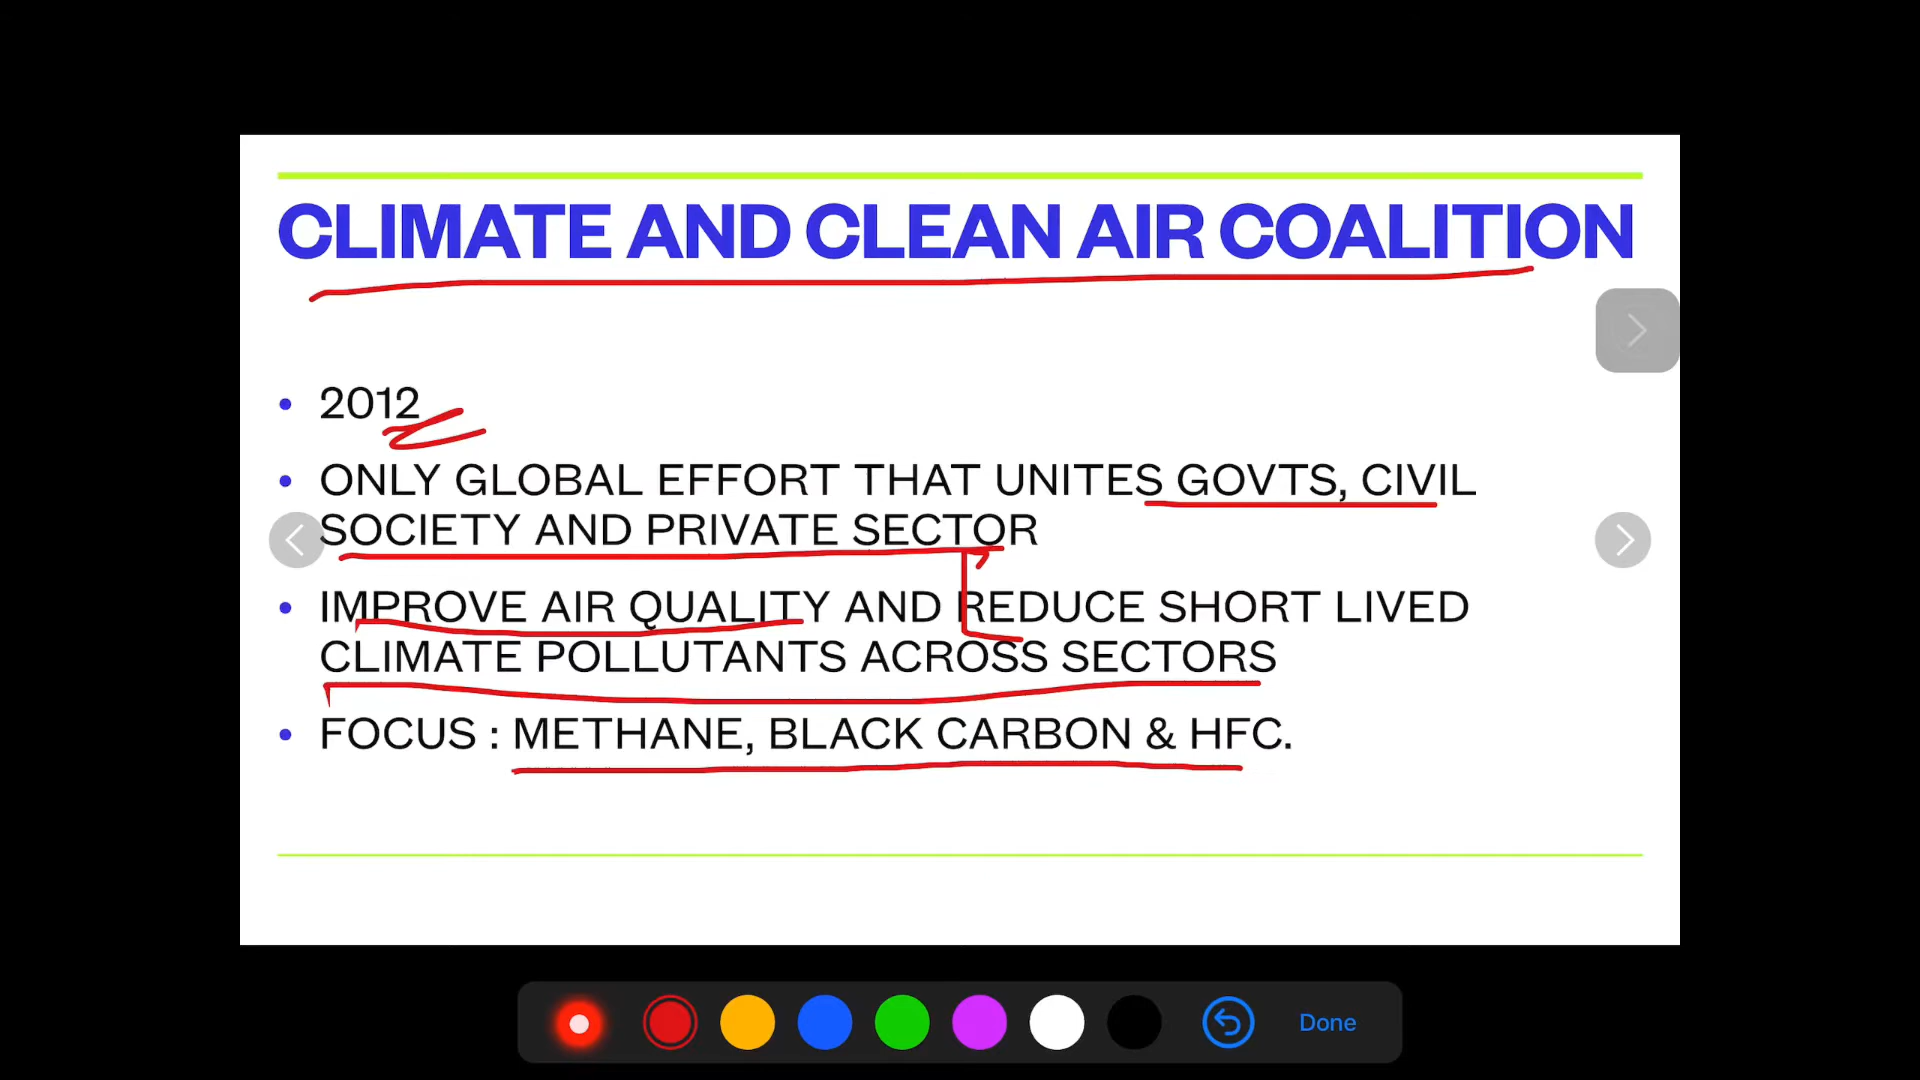 CLIMATE AND CLEAN AIR COALITION
• 2012
• ONLY GLOBAL EFFORT THAT UNITES GOVTS, CIVIL
SOCIETY AND PRIVATE SECTOR
• IMPROVE AIR QUALITY AND REDUCE SHORT LIVED
CLIMATE POLLUTANTS ACROSS SECTORS
• FOCUS : METHANE, BLACK CARBON & HFC.
Done